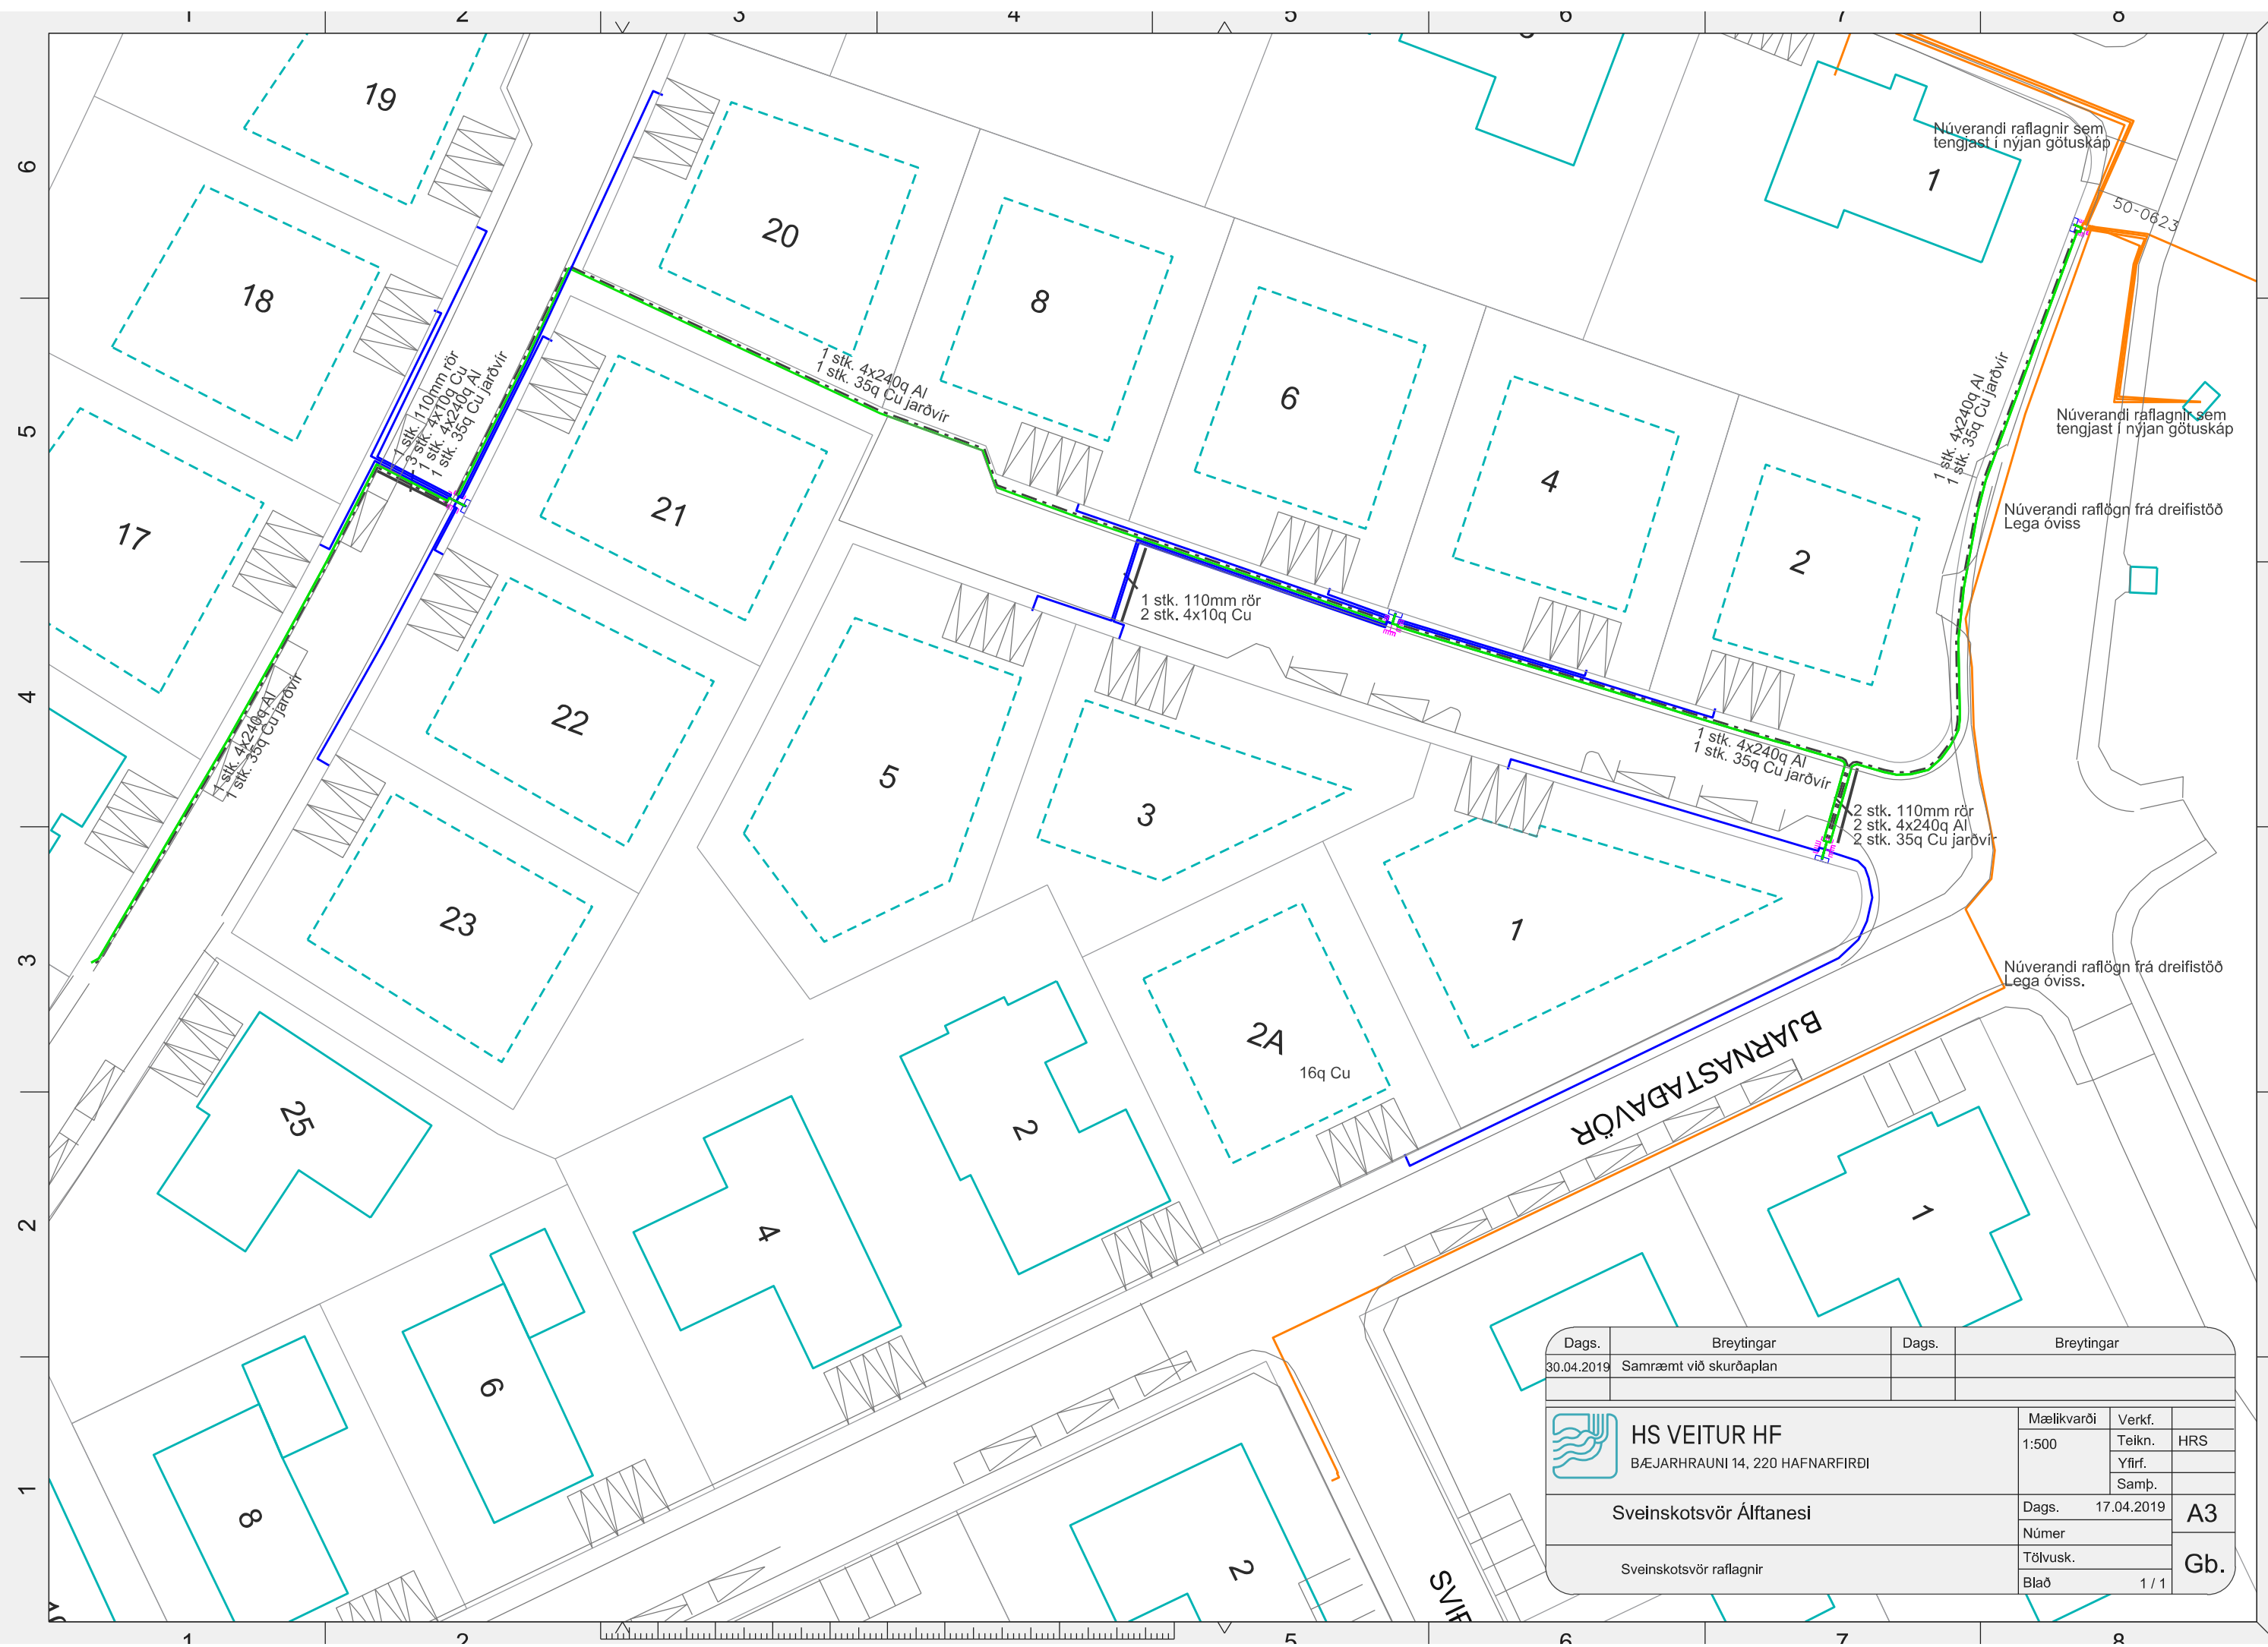 1 2 3 4 5 6 7 8
6
5
4
3
2
1
19
18
17
20
21
22
23
25
8
6
4
2
5
3
1
2A
16q Cu
1
2
4
6
8
1
2
Núverandi raflagnir sem
tengjast í nýjan götuskáp
50-0623
Núverandi raflagnir sem
tengjast í nýjan götuskáp
Núverandi raflögn frá dreifistöð
Lega óviss
Núverandi raflögn frá dreifistöð
Lega óviss.
1 stk. 110mm rör
3 stk. 4x10q Cu
1 stk. 4x240q Al
1 stk. 35q Cu jarðvír
1 stk. 4x240q Al
1 stk. 35q Cu jarðvír
1 stk. 4x240q Al
1 stk. 35q Cu jarðvír
1 stk. 4x240q Al
1 stk. 35q Cu jarðvír
1 stk. 110mm rör
2 stk. 4x10q Cu
1 stk. 4x240q Al
1 stk. 35q Cu jarðvír
2 stk. 110mm rör
2 stk. 4x240q Al
2 stk. 35q Cu jarðvír
BJARNASTAÐAVÖR
Dags. Breytingar Dags. Breytingar
30.04.2019 Samræmt við skurðaplan
HS VEITUR HF
BÆJARHRAUNI 14, 220 HAFNARFIRÐI
Mælikvarði Verkf.
1:500 Teikn. HRS
Yfirf.
Samþ.
Sveinskotsvör Álftanesi
Dags. 17.04.2019 A3
Númer
Sveinskotsvör raflagnir
Tölvusk. Gb.
Blað 1 / 1
1 2 5 6 7 8